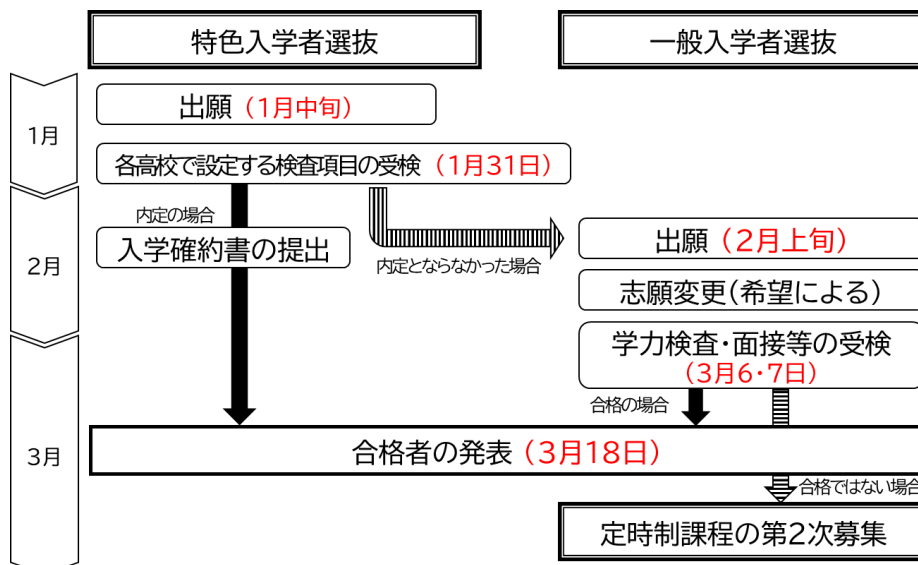 特色入学者選抜
一般入学者選抜
1月
出願（1月中旬）
各高校で設定する検査項目の受検（1月31日）
2月
内定の場合
入学確約書の提出
内定とならなかった場合
出願（2月上旬）
志願変更（希望による）
学力検査・面接等の受検
（3月6・7日）
合格の場合
3月
合格者の発表（3月18日）
合格ではない場合
定時制課程の第2次募集